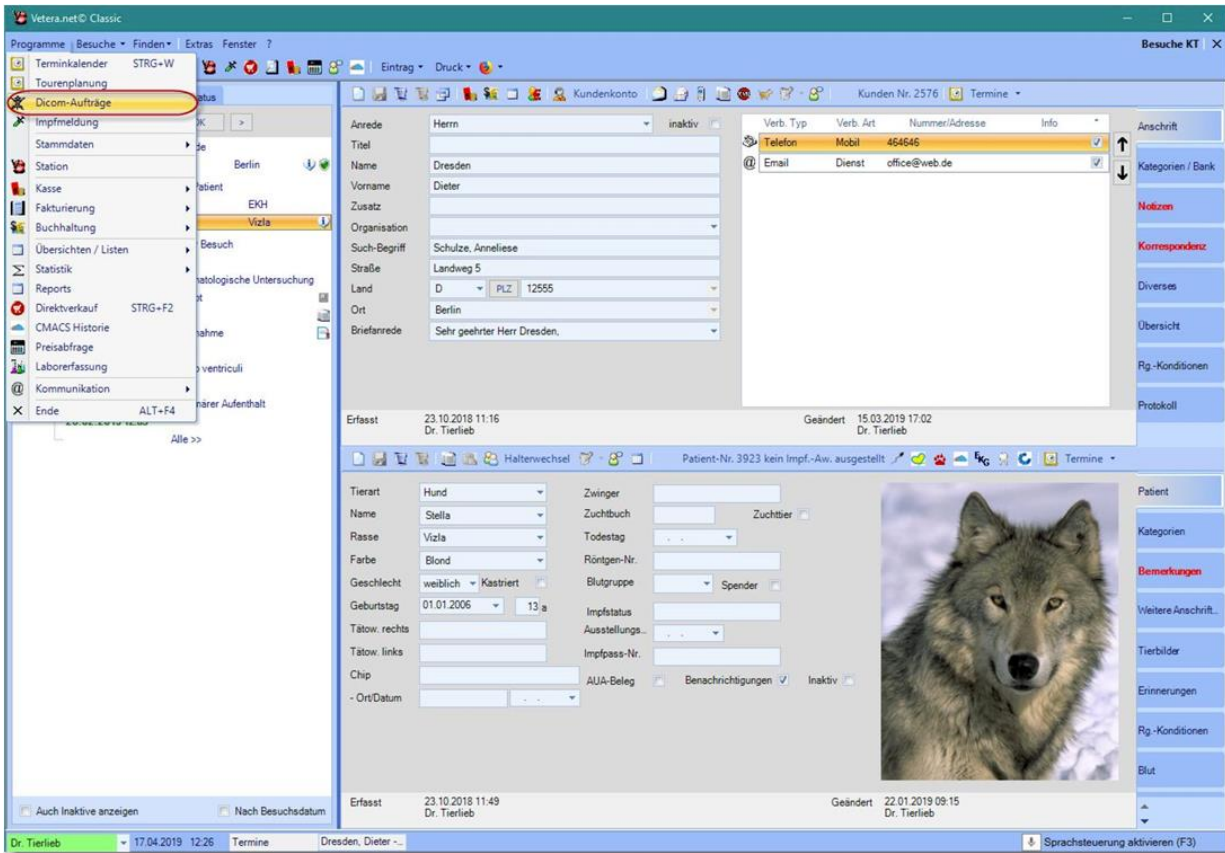 Vetera.net© Classic
Programme Besuche Finden Extras Fenster ?
Besuche KT
Eintrag Druck
Terminkalender STRG+W
Tourenplanung
Dicom-Aufträge
Impfmeldung
Stammdaten
Station
Kasse
Fakturierung
Buchhaltung
Übersichten / Listen
Statistik
Reports
Direktverkauf STRG+F2
CMACS Historie
Preisabfrage
Laborerfassung
Kommunikation
Ende ALT+F4
atus
OK >
de
Berlin
Patient
EKH
Vizla
Besuch
matologische Untersuchung
nahme
ventriculi
närer Aufenthalt
Alle >>
Auch Inaktive anzeigen Nach Besuchsdatum
Kundenkonto Kunden Nr. 2576 Termine
Anrede Herrn inaktiv
Titel
Name Dresden
Vorname Dieter
Zusatz
Organisation
Such-Begriff Schulze, Anneliese
Straße Landweg 5
Land D PLZ 12555
Ort Berlin
Briefanrede Sehr geehrter Herr Dresden,
Verb. Typ Verb. Art Nummer/Adresse Info *
Telefon Mobil 464646
Email Dienst office@web.de
Erfasst 23.10.2018 11:16 Geändert 15.03.2019 17:02
Dr. Tierlieb Dr. Tierlieb
Anschrift
Kategorien / Bank
Notizen
Korrespondenz
Diverses
Übersicht
Rg.-Konditionen
Protokoll
Halterwechsel Patient-Nr. 3923 kein Impf.-Aw. ausgestellt EKG Termine
Tierart Hund
Name Stella
Rasse Vizla
Farbe Blond
Geschlecht weiblich Kastriert
Geburtstag 01.01.2006 13 a
Tätow. rechts
Tätow. links
Chip
- Ort/Datum . .
Zwinger
Zuchtbuch Zuchttier
Todestag . .
Röntgen-Nr.
Blutgruppe Spender
Impfstatus
Ausstellungs... . .
Impfpass-Nr.
AUA-Beleg Benachrichtigungen Inaktiv
Erfasst 23.10.2018 11:49 Geändert 22.01.2019 09:15
Dr. Tierlieb Dr. Tierlieb
Patient
Kategorien
Bemerkungen
Weitere Anschrift...
Tierbilder
Erinnerungen
Rg.-Konditionen
Blut
Dr. Tierlieb 17.04.2019 12:26 Termine Dresden, Dieter -... Sprachsteuerung aktivieren (F3)